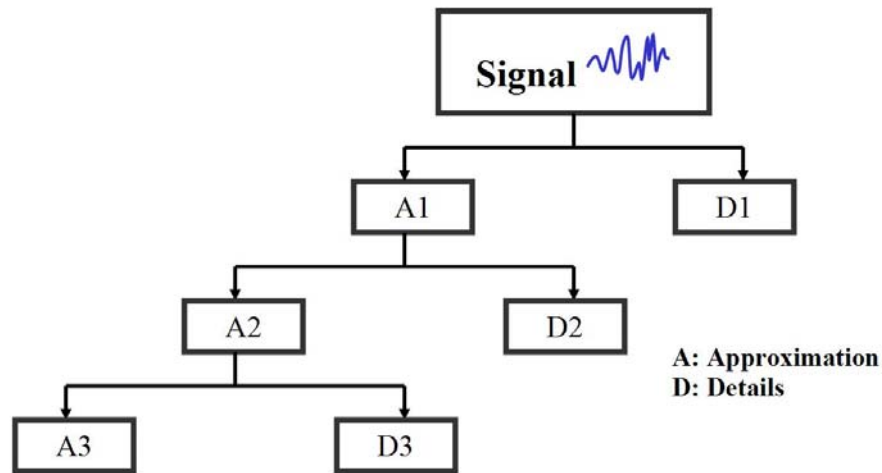 Signal
A1
D1
A2
D2
A: Approximation
D: Details
A3
D3